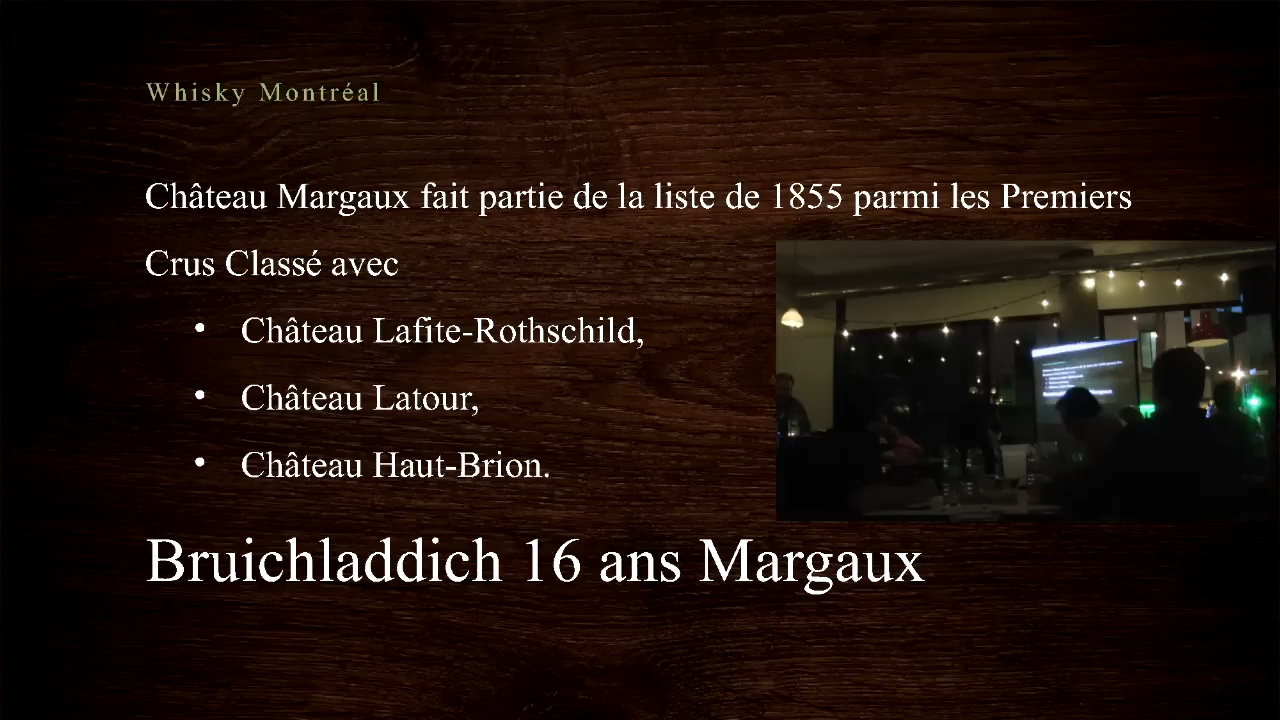 Whisky Montréal
Château Margaux fait partie de la liste de 1855 parmi les Premiers
Crus Classé avec
• Château Lafite-Rothschild,
• Château Latour,
• Château Haut-Brion.
Bruichladdich 16 ans Margaux